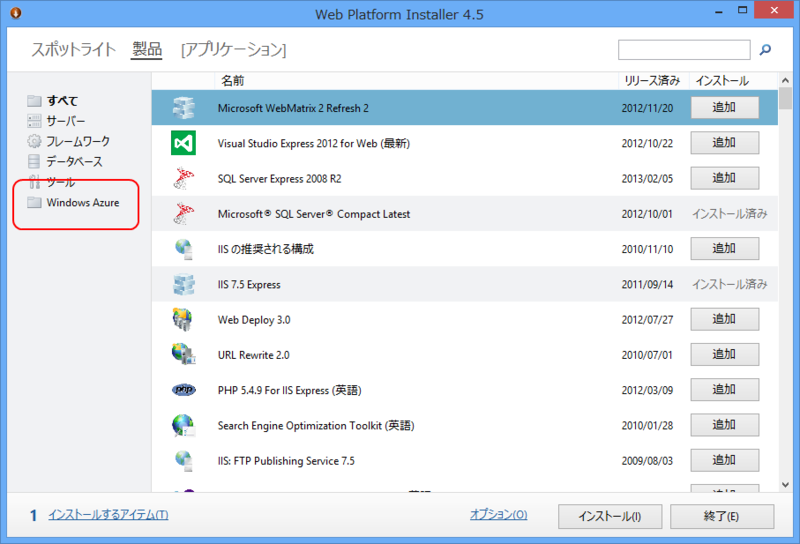 Web Platform Installer 4.5
スポットライト 製品 [アプリケーション]
名前 リリース済み インストール
すべて
サーバー
フレームワーク
データベース
ツール
Windows Azure
Microsoft WebMatrix 2 Refresh 2 2012/11/20 追加
Visual Studio Express 2012 for Web (最新) 2012/10/22 追加
SQL Server Express 2008 R2 2013/02/05 追加
Microsoft® SQL Server® Compact Latest 2012/10/01 インストール済み
IIS の推奨される構成 2010/11/10 追加
IIS 7.5 Express 2011/09/14 インストール済み
Web Deploy 3.0 2012/07/27 追加
URL Rewrite 2.0 2010/07/01 追加
php PHP 5.4.9 For IIS Express (英語) 2012/03/09 追加
Search Engine Optimization Toolkit (英語) 2010/01/28 追加
IIS: FTP Publishing Service 7.5 2009/08/03 追加
1 インストールするアイテム(T) オプション(O) インストール(I) 終了(E)